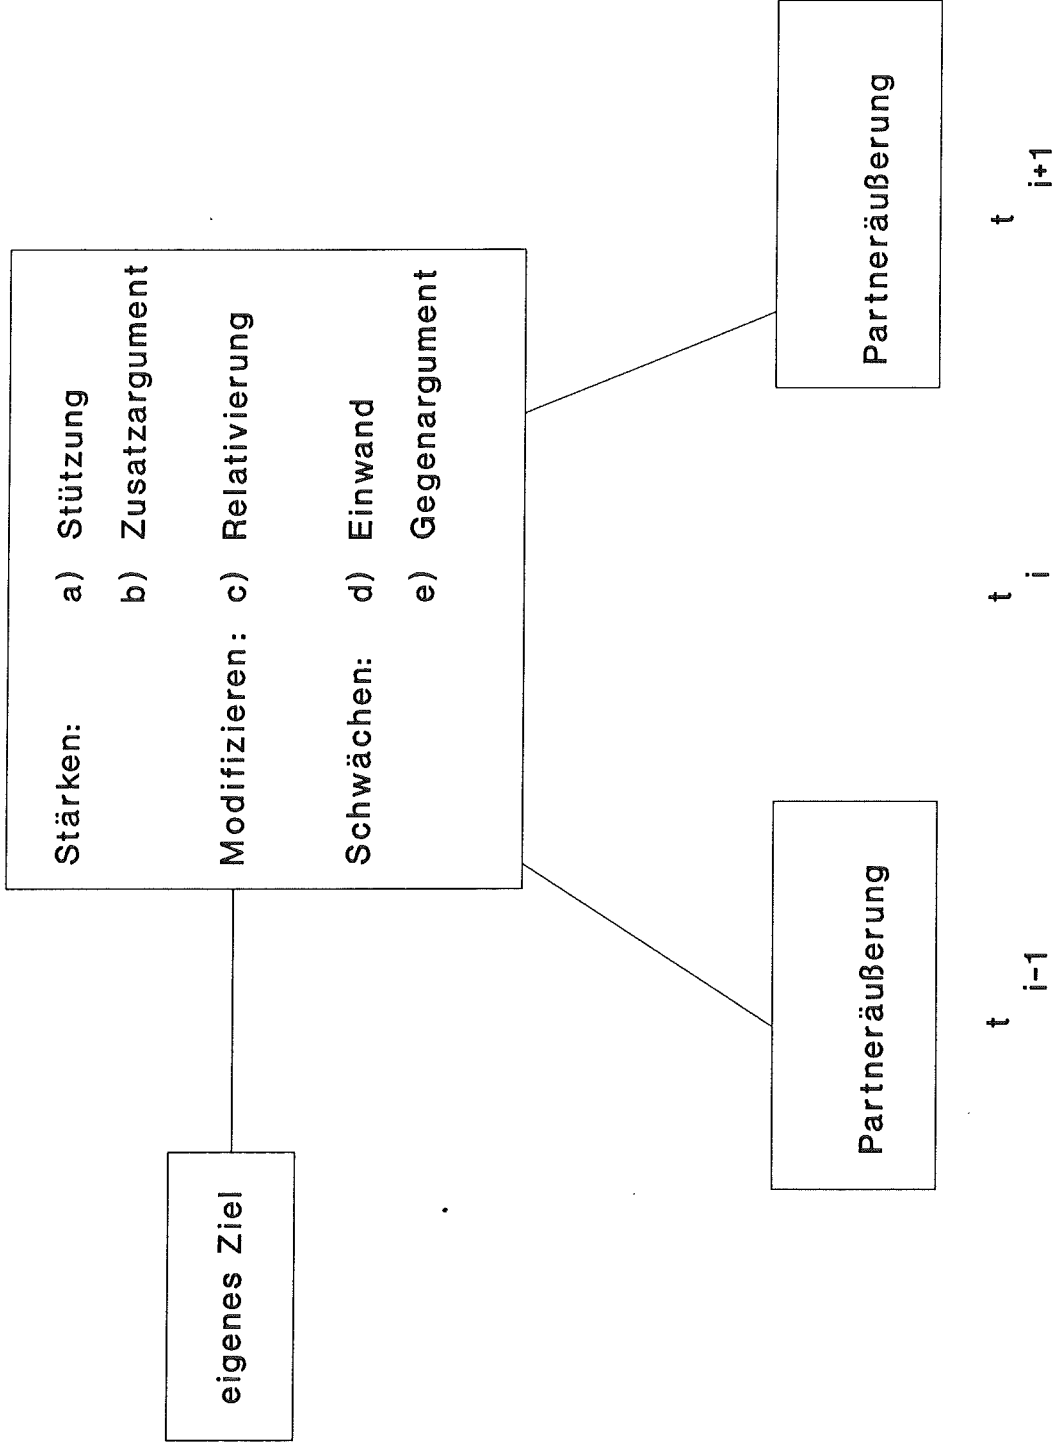 Stärken: a) Stützung
b) Zusatzargument
Modifizieren: c) Relativierung
Schwächen: d) Einwand
e) Gegenargument
eigenes Ziel
Partneräußerung
Partneräußerung
t i-1
t i
t i+1